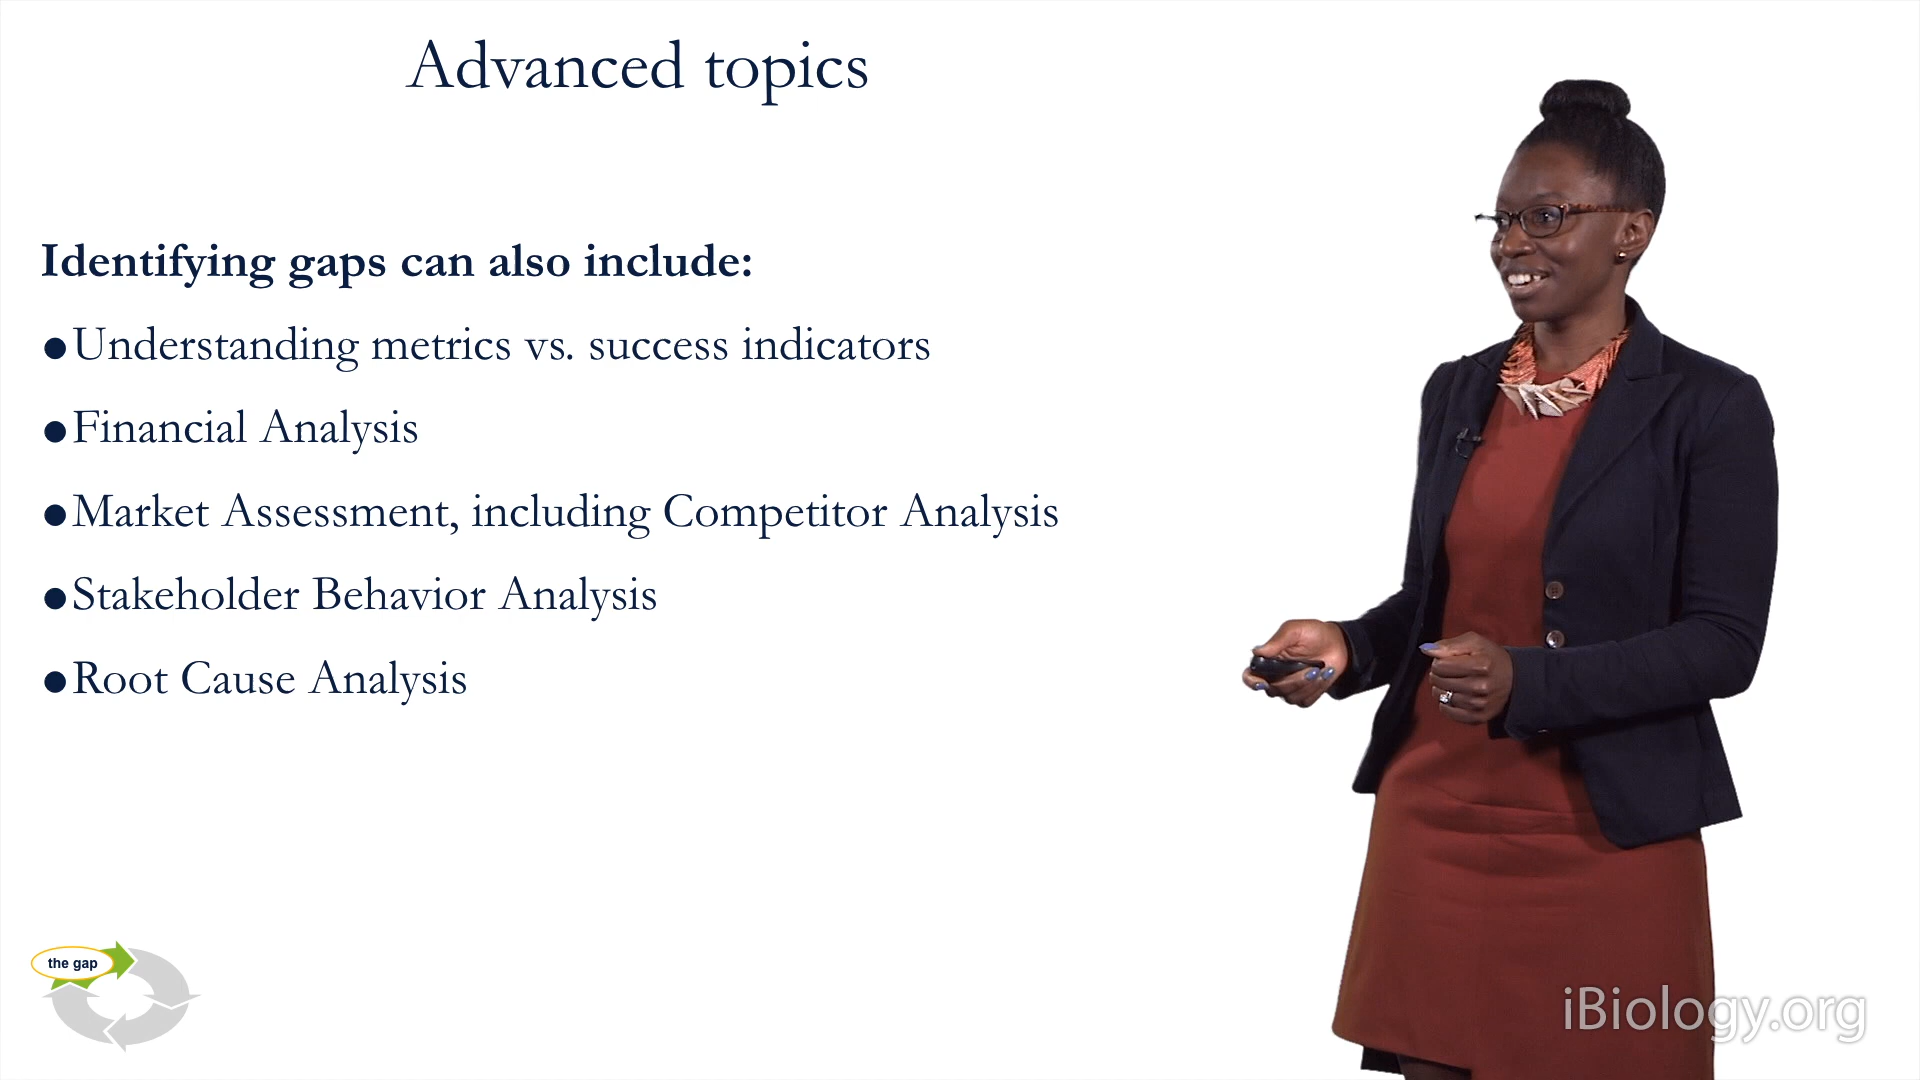 Advanced topics
Identifying gaps can also include:
●Understanding metrics vs. success indicators
●Financial Analysis
●Market Assessment, including Competitor Analysis
●Stakeholder Behavior Analysis
●Root Cause Analysis
the gap
iBiology.org